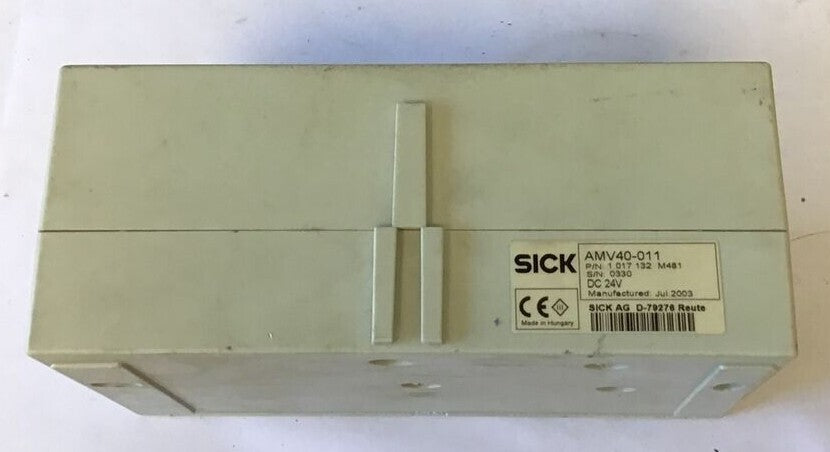 SICK
AMV40-011
P/N: 1 017 132 M481
S/N: 0330
DC 24V
Manufactured: Jul 2003
CE
Made in Hungary
SICK AG D-79276 Reute